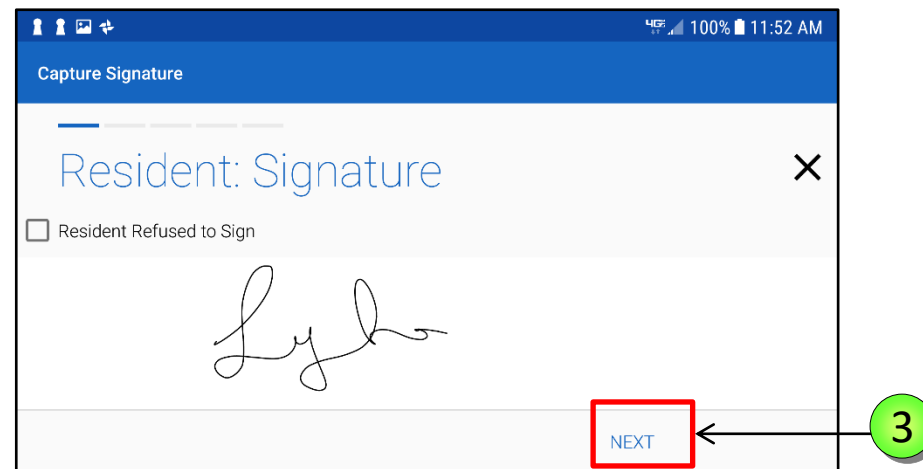 100% 11:52 AM
Capture Signature
Resident: Signature
Resident Refused to Sign
NEXT
3